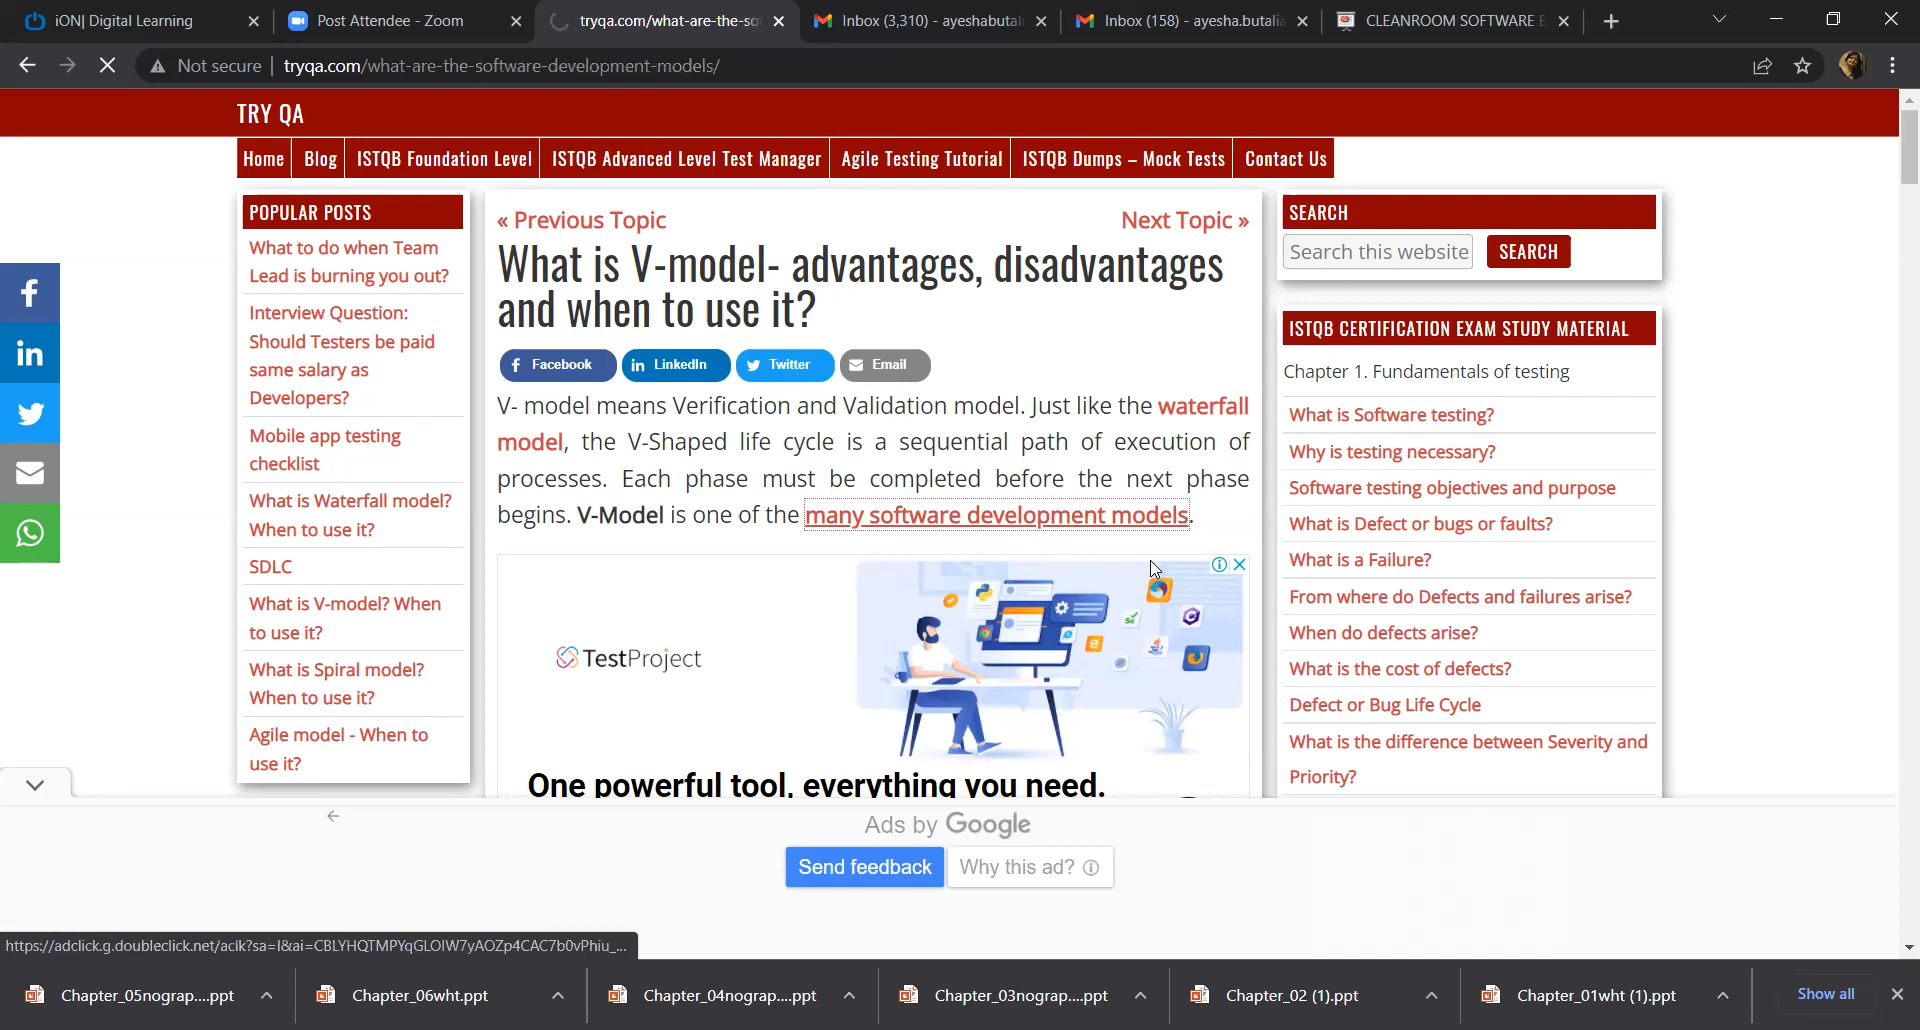 iON| Digital Learning
Post Attendee - Zoom
tryqa.com/what-are-the-so
Inbox (3,310) - ayeshabutal
Inbox (158) - ayesha.butalia
CLEANROOM SOFTWARE E
Not secure
tryqa.com/what-are-the-software-development-models/
TRY QA
Home
Blog
ISTQB Foundation Level
ISTQB Advanced Level Test Manager
Agile Testing Tutorial
ISTQB Dumps – Mock Tests
Contact Us
POPULAR POSTS
What to do when Team
Lead is burning you out?
Interview Question:
Should Testers be paid
same salary as
Developers?
Mobile app testing
checklist
What is Waterfall model?
When to use it?
SDLC
What is V-model? When
to use it?
What is Spiral model?
When to use it?
Agile model - When to
use it?
« Previous Topic
Next Topic »
What is V-model- advantages, disadvantages
and when to use it?
Facebook
LinkedIn
Twitter
Email
V- model means Verification and Validation model. Just like the waterfall
model, the V-Shaped life cycle is a sequential path of execution of
processes. Each phase must be completed before the next phase
begins. V-Model is one of the many software development models.
TestProject
One powerful tool, everything you need.
SEARCH
Search this website
SEARCH
ISTQB CERTIFICATION EXAM STUDY MATERIAL
Chapter 1. Fundamentals of testing
What is Software testing?
Why is testing necessary?
Software testing objectives and purpose
What is Defect or bugs or faults?
What is a Failure?
From where do Defects and failures arise?
When do defects arise?
What is the cost of defects?
Defect or Bug Life Cycle
What is the difference between Severity and
Priority?
Ads by Google
Send feedback
Why this ad?
https://adclick.g.doubleclick.net/aclk?sa=l&ai=CBLYHQTMPYqGLOIW7yAOZp4CAC7b0vPhiu_...
Chapter_05nograp....ppt
Chapter_06wht.ppt
Chapter_04nograp....ppt
Chapter_03nograp....ppt
Chapter_02 (1).ppt
Chapter_01wht (1).ppt
Show all